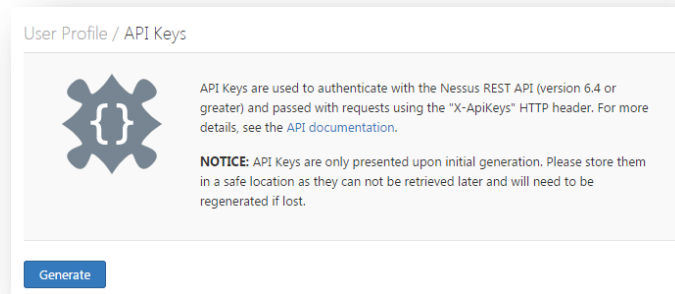 User Profile / API Keys
{}
API Keys are used to authenticate with the Nessus REST API (version 6.4 or
greater) and passed with requests using the "X-ApiKeys" HTTP header. For more
details, see the API documentation.
NOTICE: API Keys are only presented upon initial generation. Please store them
in a safe location as they can not be retrieved later and will need to be
regenerated if lost.
Generate